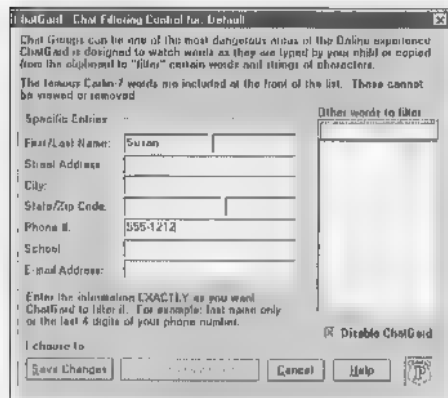 ChatGard - Chat Filtering Control for: Default
Chat Groups can be one of the most dangerous areas of the Online experience
ChatGard is designed to watch words as they are typed by your child or copied
from the clipboard to "filter" certain words and strings of characters.
The famous Carlin-7 words are included at the front of the list. These cannot
be viewed or removed
Specific Entries
Other words to filter
First/Last Name: Susan
Street Address
City:
State/Zip Code:
Phone #: 555-1212
School
E-mail Address:
Enter the information EXACTLY as you want
ChatGard to filter it. For example: last name only
or the last 4 digits of your phone number.
Disable ChatGard
I choose to
Save Changes
Cancel
Help
P